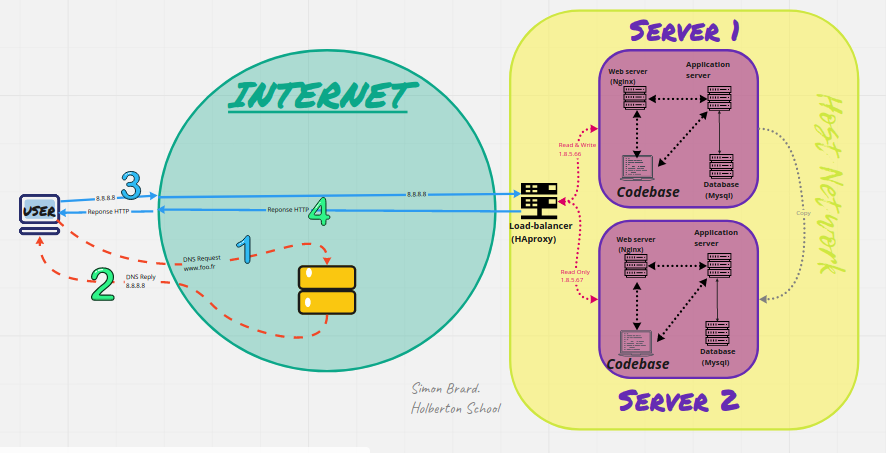 SERVER 1
INTERNET
Host Network
Web server
(Nginx)
Application
server
Codebase
Database
(Mysql)
Read & Write
1.8.5.66
3
8.8.8.8
8.8.8.8
USER
Reponse HTTP
Reponse HTTP
4
Load-balancer
(HAproxy)
Copy
1
DNS Request
www.foo.fr
2
DNS Reply
8.8.8.8
Read Only
1.8.5.67
Web server
(Nginx)
Application
server
Codebase
Database
(Mysql)
SERVER 2
Simon Brard.
Holberton School